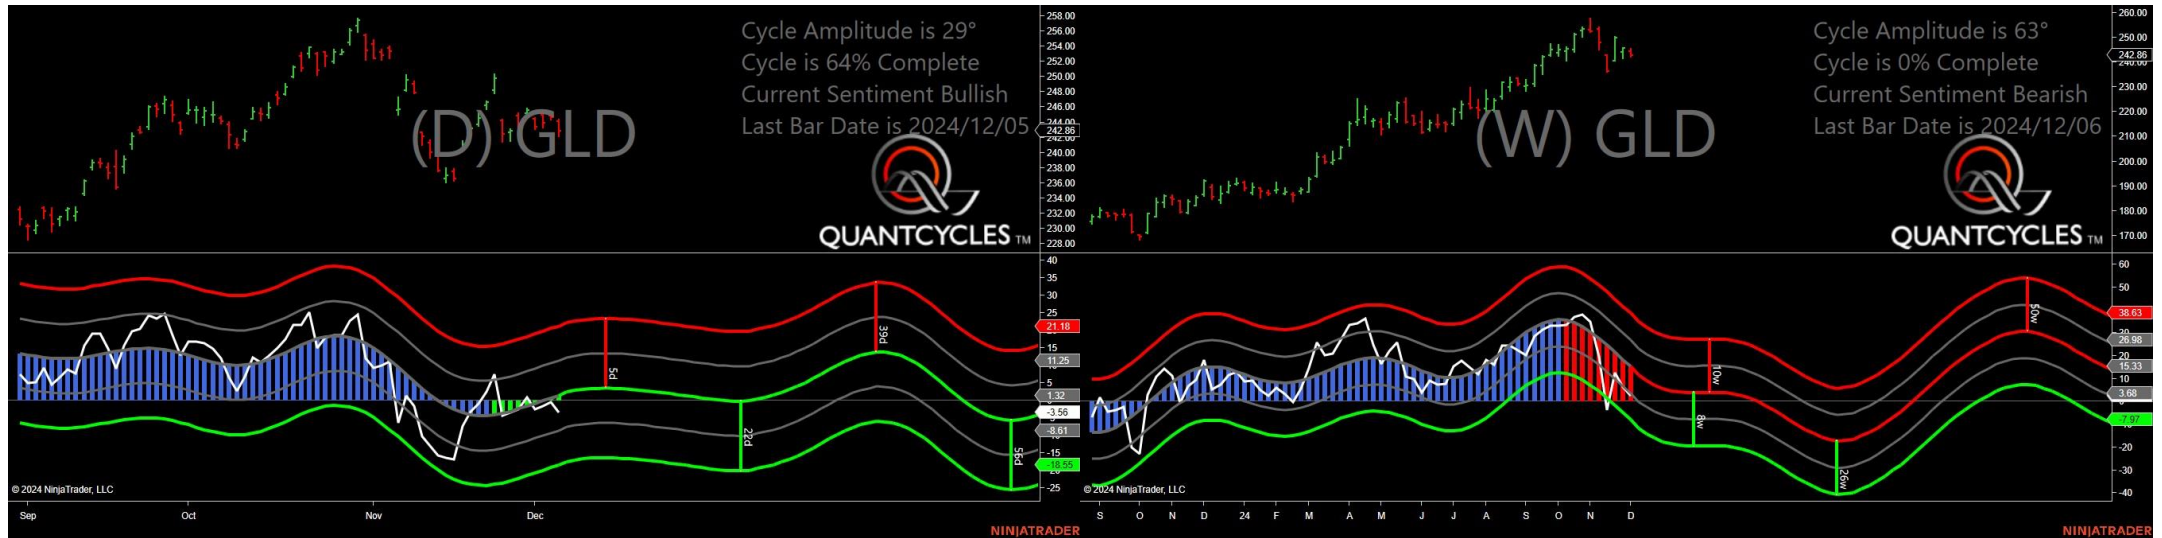 Cycle Amplitude is 29°
Cycle is 64% Complete
Current Sentiment Bullish
Last Bar Date is 2024/12/05
(D) GLD
QUANTCYCLES TM
258.00
256.00
254.00
252.00
250.00
248.00
246.00
244.00
242.86
242.00
240.00
238.00
236.00
234.00
232.00
230.00
228.00
40
35
30
25
21.18
15
11.25
5
1.32
-3.56
-8.61
-15
-18.55
-25
5d
22d
39d
56d
© 2024 NinjaTrader, LLC
Sep Oct Nov Dec
NINJATRADER
Cycle Amplitude is 63°
Cycle is 0% Complete
Current Sentiment Bearish
Last Bar Date is 2024/12/06
(W) GLD
QUANTCYCLES TM
260.00
250.00
242.86
240.00
230.00
220.00
210.00
200.00
190.00
180.00
170.00
60
50
38.63
30
26.98
20
15.33
10
3.68
-7.97
-20
-30
-40
10w
8w
26w
50w
© 2024 NinjaTrader, LLC
S O N D 24 F M A M J J A S O N D
NINJATRADER